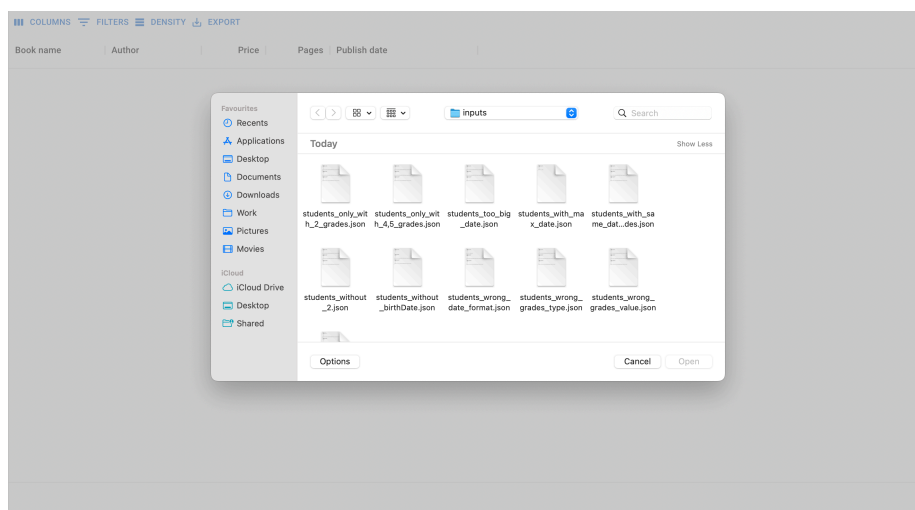 COLUMNS FILTERS DENSITY EXPORT
Book name Author Price Pages Publish date
Favourites
Recents
Applications
Desktop
Documents
Downloads
Work
Pictures
Movies
iCloud
iCloud Drive
Desktop
Shared
inputs
Search
Today
Show Less
students_only_wit
h_2_grades.json
students_only_wit
h_4,5_grades.json
students_too_big
_date.json
students_with_ma
x_date.json
students_with_sa
me_dat...des.json
students_without
_2.json
students_without
_birthDate.json
students_wrong_
date_format.json
students_wrong_
grades_type.json
students_wrong_
grades_value.json
Options
Cancel
Open